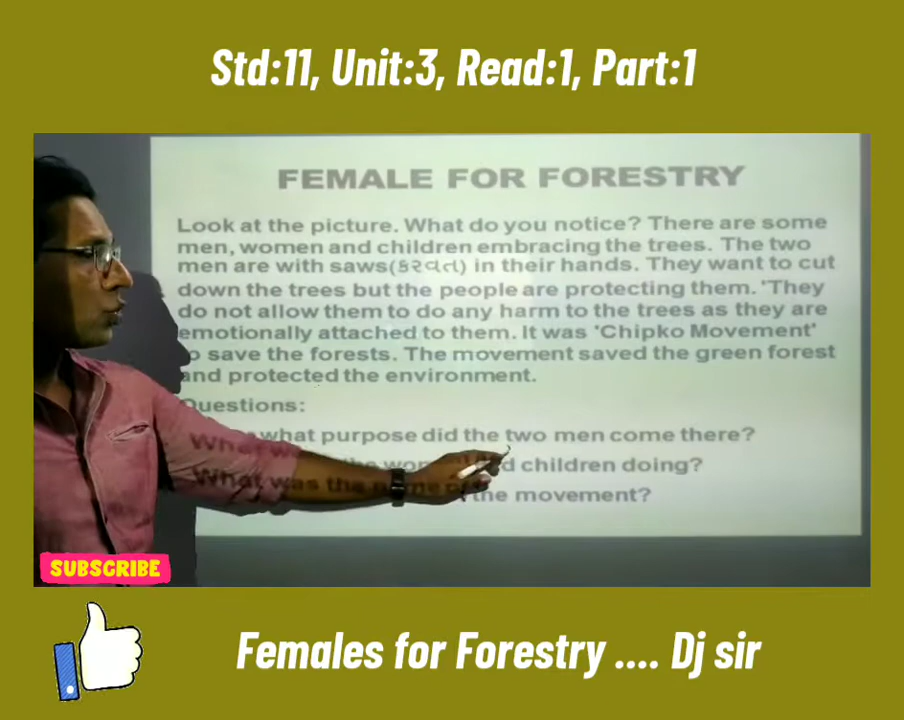 Std:11, Unit:3, Read:1, Part:1
FEMALE FOR FORESTRY
Look at the picture. What do you notice? There are some
men, women and children embracing the trees. The two
men are with saws(કરવત) in their hands. They want to cut
down the trees but the people are protecting them. 'They
do not allow them to do any harm to the trees as they are
emotionally attached to them. It was 'Chipko Movement'
save the forests. The movement saved the green forest
and protected the environment.
Questions:
what purpose did the two men come there?
What children doing?
What was the the movement?
SUBSCRIBE
Females for Forestry .... Dj sir